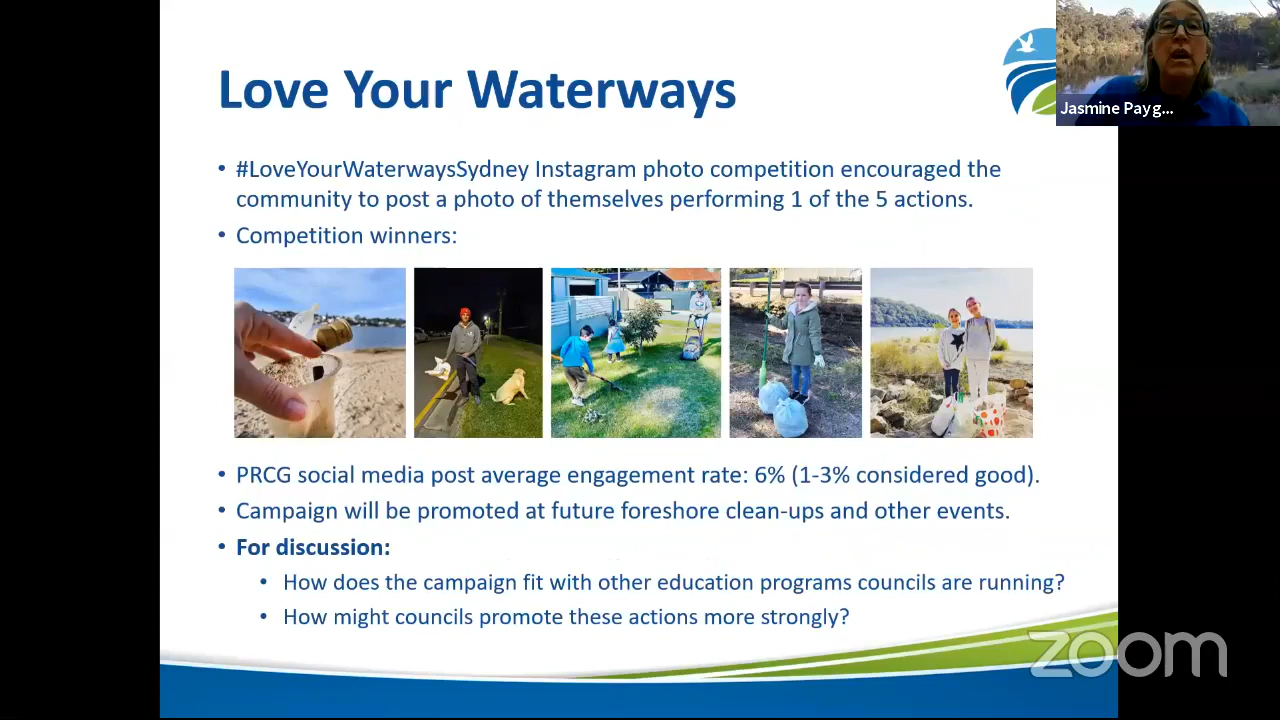 Love Your Waterways
Jasmine Payg...
• #LoveYourWaterwaysSydney Instagram photo competition encouraged the
community to post a photo of themselves performing 1 of the 5 actions.
• Competition winners:
• PRCG social media post average engagement rate: 6% (1-3% considered good).
• Campaign will be promoted at future foreshore clean-ups and other events.
• For discussion:
• How does the campaign fit with other education programs councils are running?
• How might councils promote these actions more strongly?
zoom